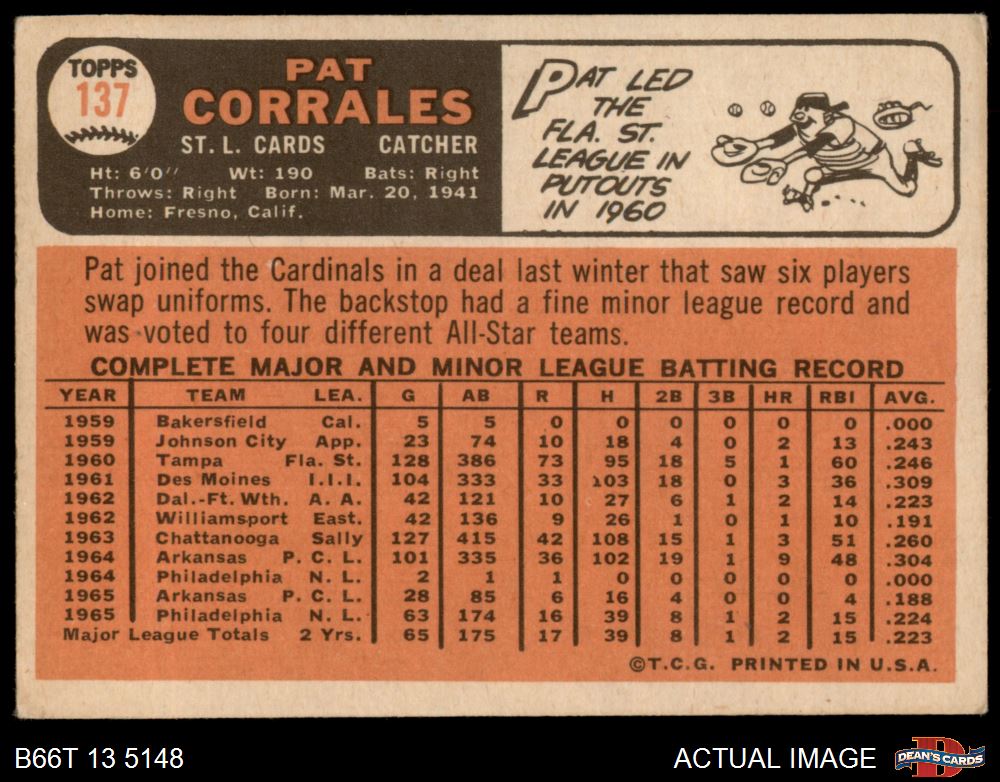 TOPPS
137
PAT
CORRALES
ST. L. CARDS CATCHER
Ht: 6'0" Wt: 190 Bats: Right
Throws: Right Born: Mar. 20, 1941
Home: Fresno, Calif.
PAT LED
THE
FLA. ST.
LEAGUE IN
PUTOUTS
IN 1960
Pat joined the Cardinals in a deal last winter that saw six players
swap uniforms. The backstop had a fine minor league record and
was voted to four different All-Star teams.
COMPLETE MAJOR AND MINOR LEAGUE BATTING RECORD
YEAR TEAM LEA. G AB R H 2B 3B HR RBI AVG.
1959 Bakersfield Cal. 5 5 0 0 0 0 0 0 .000
1959 Johnson City App. 23 74 10 18 4 0 2 13 .243
1960 Tampa Fla. St. 128 386 73 95 18 5 1 60 .246
1961 Des Moines I.I.I. 104 333 33 103 18 0 3 36 .309
1962 Dal.-Ft. Wth. A. A. 42 121 10 27 6 1 2 14 .223
1962 Williamsport East. 42 136 9 26 1 0 1 10 .191
1963 Chattanooga Sally 127 415 42 108 15 1 3 51 .260
1964 Arkansas P. C. L. 101 335 36 102 19 1 9 48 .304
1964 Philadelphia N. L. 2 1 1 0 0 0 0 0 .000
1965 Arkansas P. C. L. 28 85 6 16 4 0 0 4 .188
1965 Philadelphia N. L. 63 174 16 39 8 1 2 15 .224
Major League Totals 2 Yrs. 65 175 17 39 8 1 2 15 .223
©T.C.G. PRINTED IN U.S.A.
B66T 13 5148 ACTUAL IMAGE
D
DEAN'S CARDS